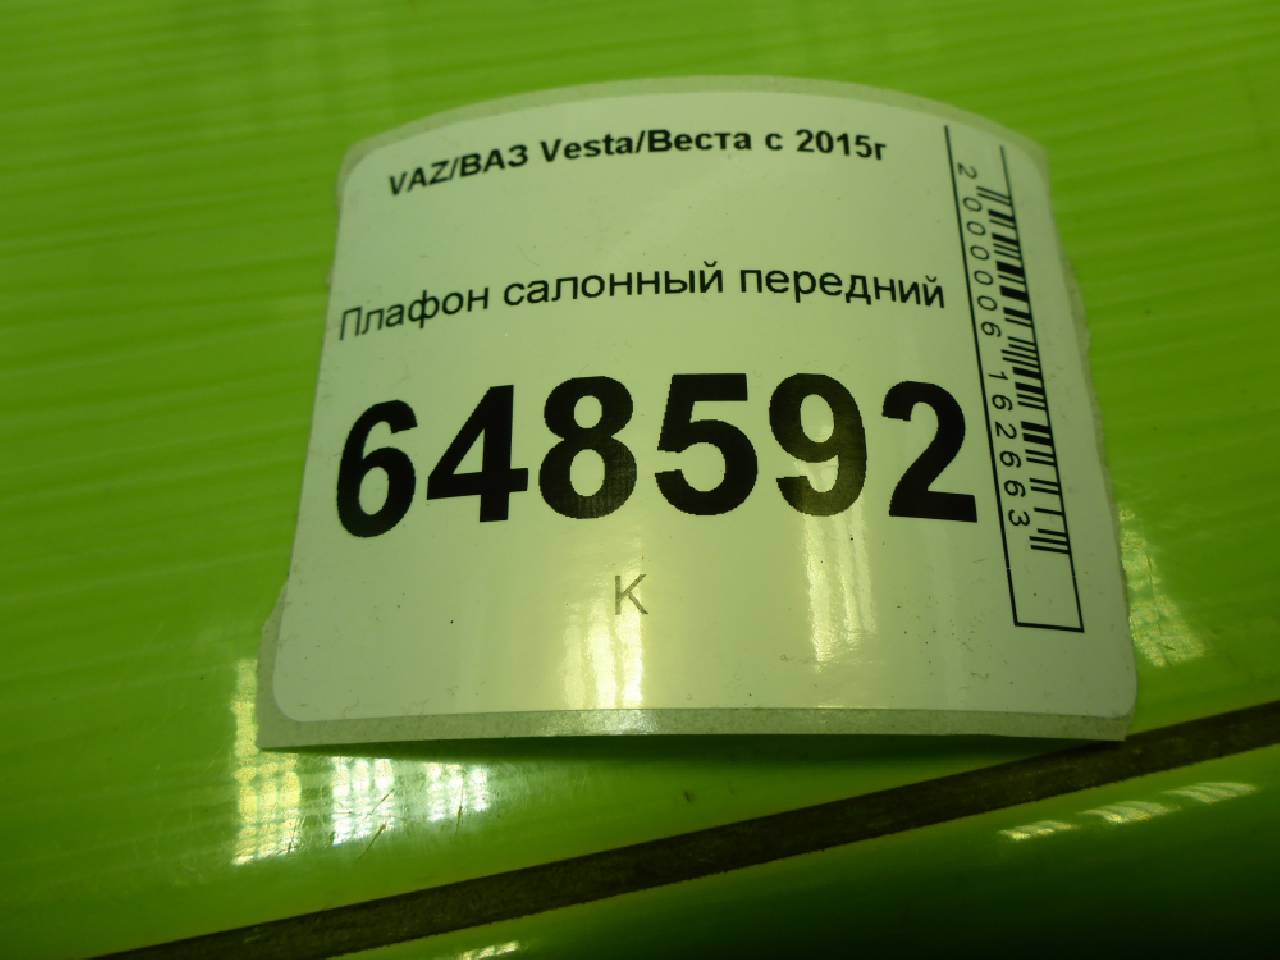 VAZ/ВАЗ Vesta/Веста с 2015г
Плафон салонный передний
648592
К
2000006162663